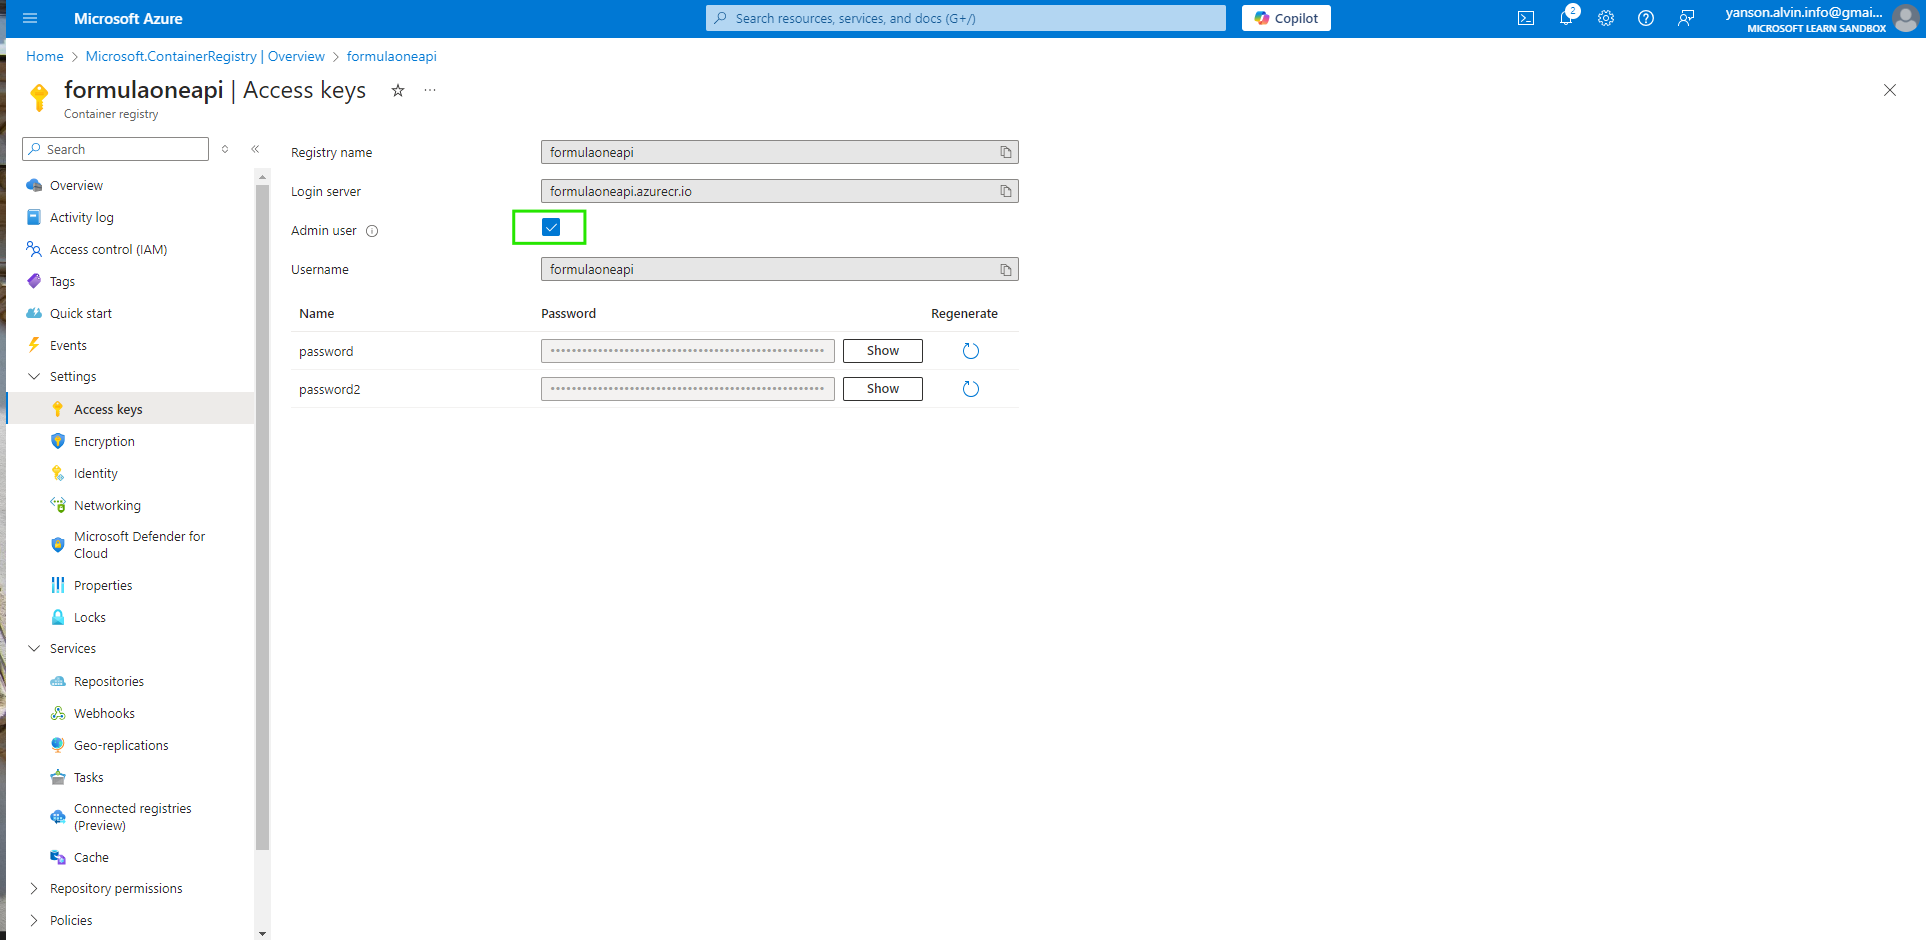 Microsoft Azure
Search resources, services, and docs (G+/)
Copilot
2
yanson.alvin.info@gmai...
MICROSOFT LEARN SANDBOX
Home > Microsoft.ContainerRegistry | Overview > formulaoneapi
formulaoneapi | Access keys
Container registry
Search
Overview
Activity log
Access control (IAM)
Tags
Quick start
Events
Settings
Access keys
Encryption
Identity
Networking
Microsoft Defender for
Cloud
Properties
Locks
Services
Repositories
Webhooks
Geo-replications
Tasks
Connected registries
(Preview)
Cache
Repository permissions
Policies
Registry name
formulaoneapi
Login server
formulaoneapi.azurecr.io
Admin user
Username
formulaoneapi
Name Password Regenerate
password
Show
password2
Show